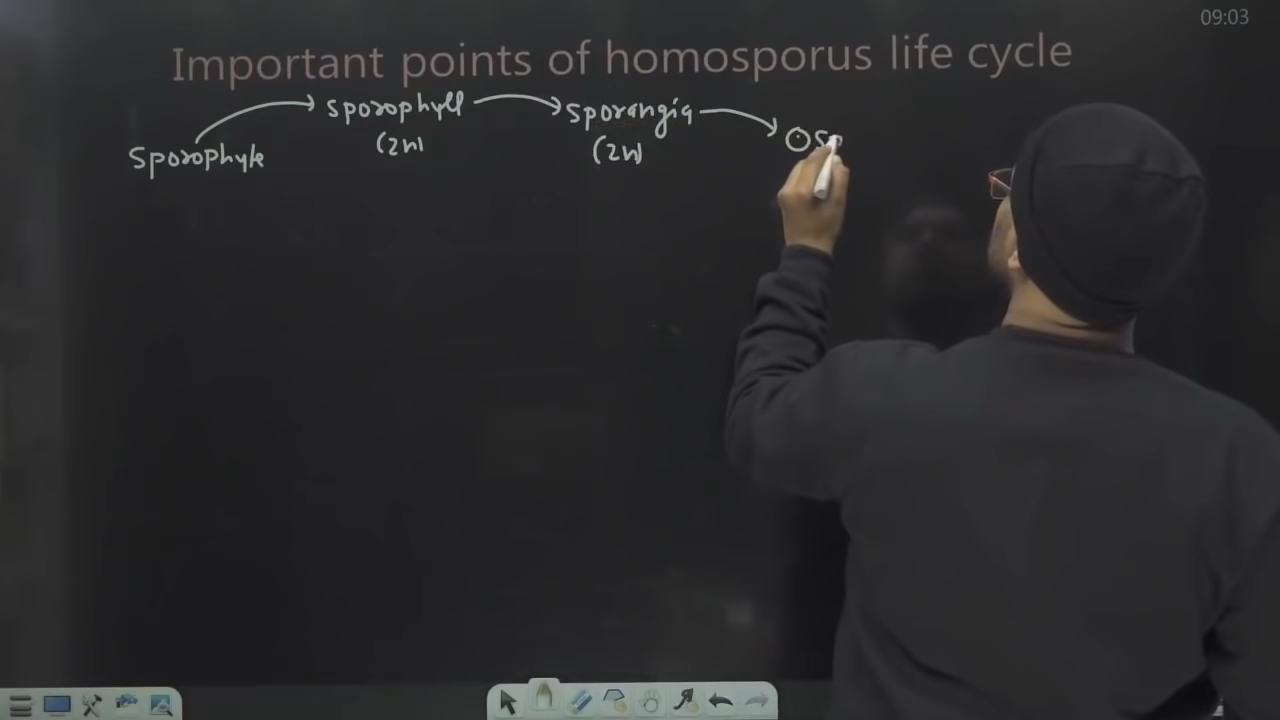 09:03
Important points of homosporus life cycle
Sporophyte → sporophyll → sporangia →
(2n) (2n)